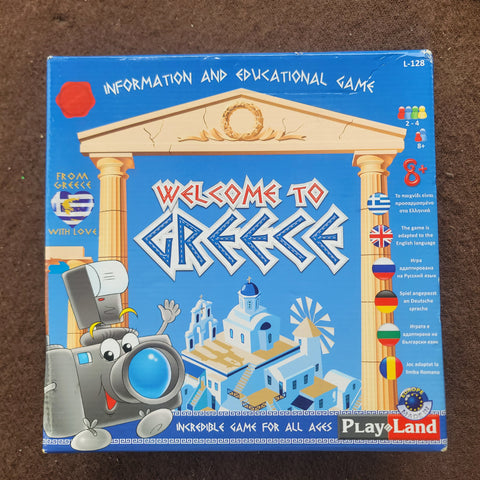 INFORMATION AND EDUCATIONAL GAME
L-128
2 - 4
8+
8+
FROM
GREECE
WITH LOVE
WELCOME TO
GREECE
Το παιχνίδι είναι
προσαρμοσμένο
στα Ελληνικά
The game is
adapted to the
English language
Игра
адаптирована
на Русский язык
Spiel angepasst
an Deutsche
sprache
Играта е
адаптирана на
български език
Joc adaptat la
limba Romana
INCREDIBLE GAME FOR ALL AGES
PLAY LAND